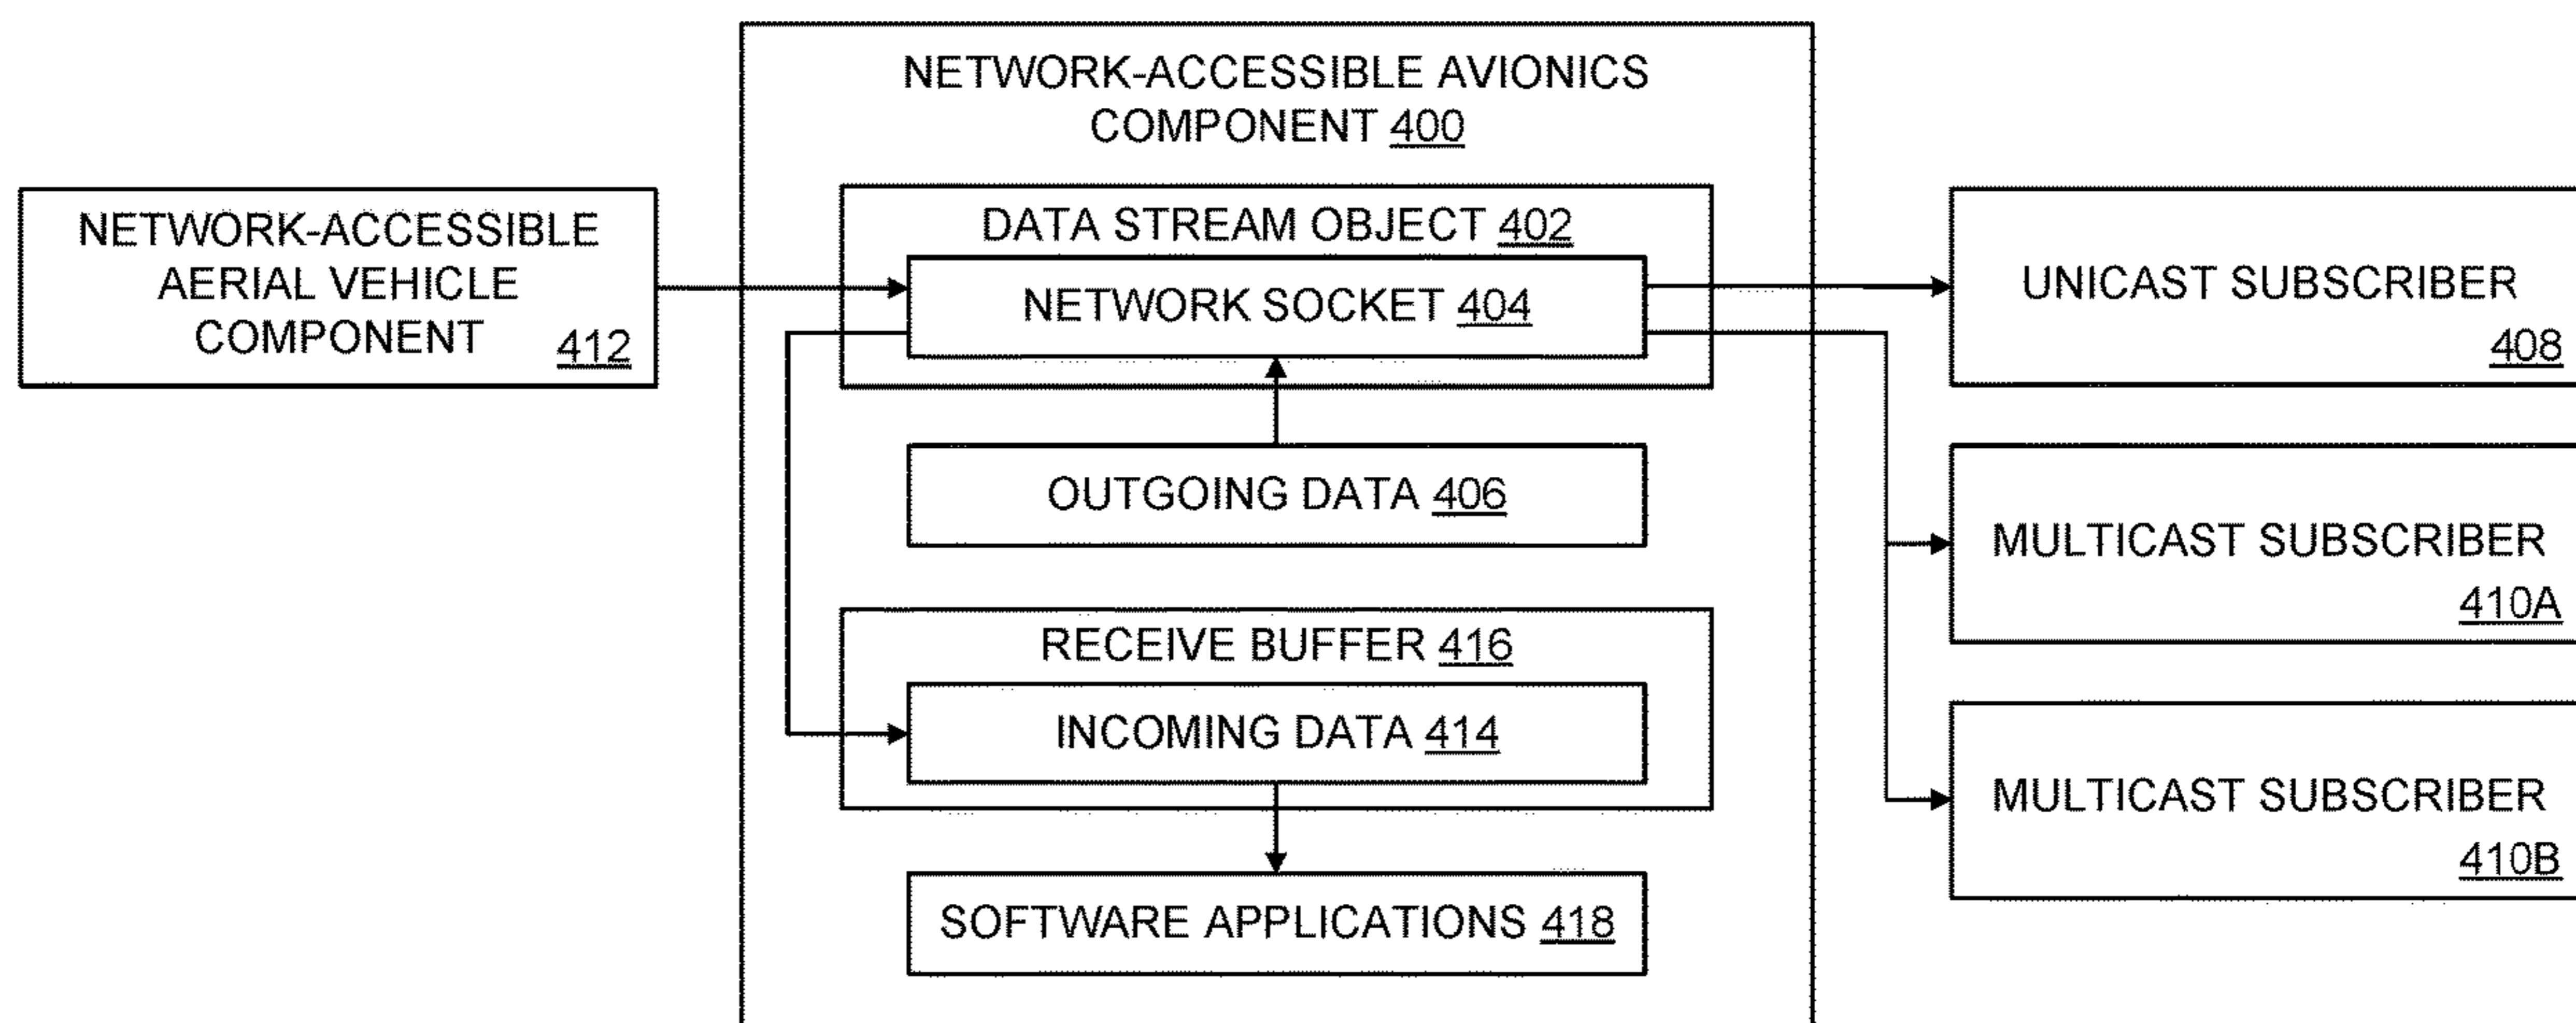 NETWORK-ACCESSIBLE AVIONICS
COMPONENT 400
NETWORK-ACCESSIBLE
AERIAL VEHICLE
COMPONENT 412
DATA STREAM OBJECT 402
NETWORK SOCKET 404
OUTGOING DATA 406
RECEIVE BUFFER 416
INCOMING DATA 414
SOFTWARE APPLICATIONS 418
UNICAST SUBSCRIBER
408
MULTICAST SUBSCRIBER
410A
MULTICAST SUBSCRIBER
410B